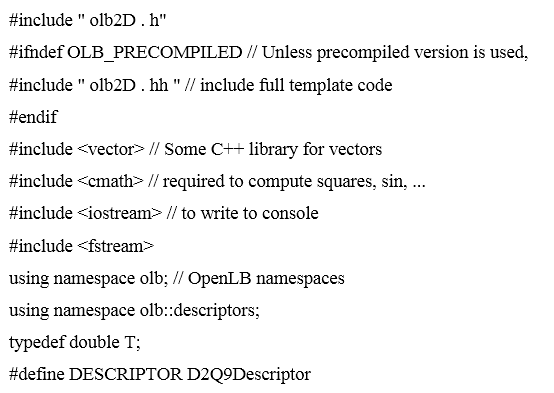 #include " olb2D . h"
#ifndef OLB_PRECOMPILED // Unless precompiled version is used,
#include " olb2D . hh " // include full template code
#endif
#include <vector> // Some C++ library for vectors
#include <cmath> // required to compute squares, sin, ...
#include <iostream> // to write to console
#include <fstream>
using namespace olb; // OpenLB namespaces
using namespace olb::descriptors;
typedef double T;
#define DESCRIPTOR D2Q9Descriptor